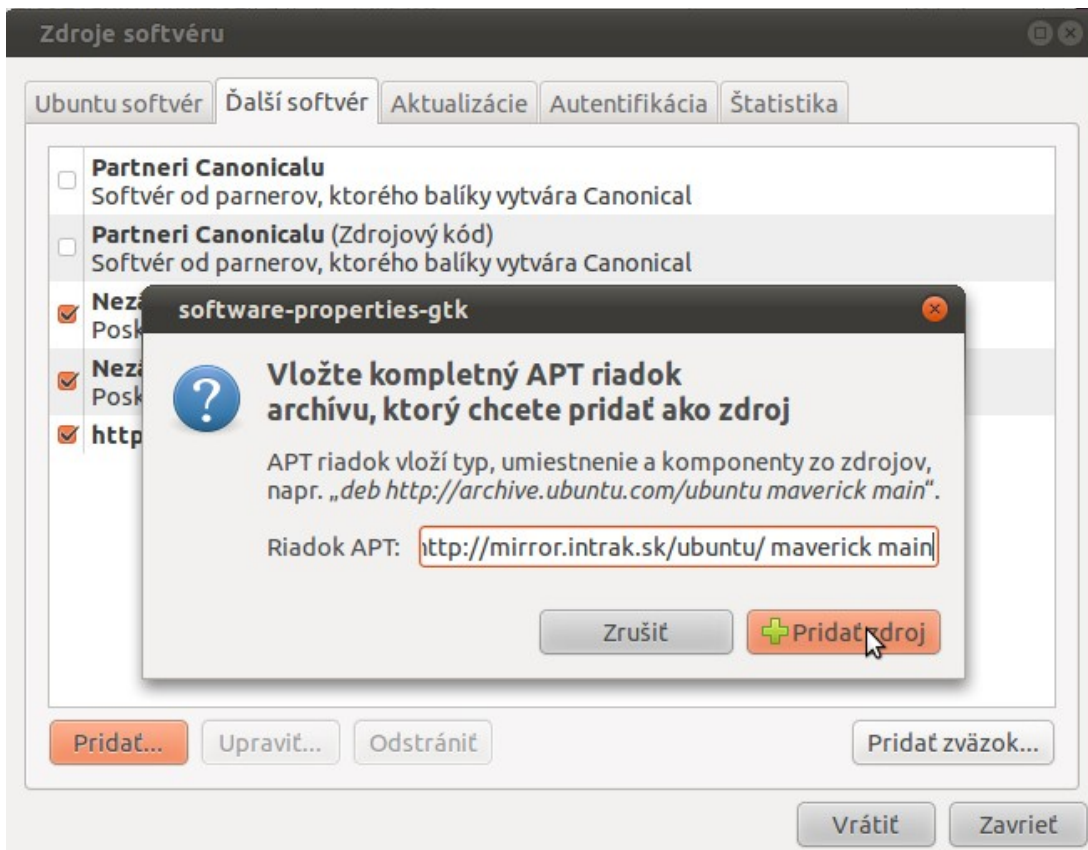 Zdroje softvéru
Ubuntu softvér
Ďalší softvér
Aktualizácie
Autentifikácia
Štatistika
Partneri Canonicalu
Softvér od parnerov, ktorého balíky vytvára Canonical
Partneri Canonicalu (Zdrojový kód)
Softvér od parnerov, ktorého balíky vytvára Canonical
software-properties-gtk
Vložte kompletný APT riadok
archívu, ktorý chcete pridať ako zdroj
APT riadok vloží typ, umiestnenie a komponenty zo zdrojov,
napr. „deb http://archive.ubuntu.com/ubuntu maverick main“.
Riadok APT: http://mirror.intrak.sk/ubuntu/ maverick main
Zrušiť
Pridať zdroj
Pridať...
Upraviť...
Odstrániť
Pridať zväzok...
Vrátiť
Zavrieť